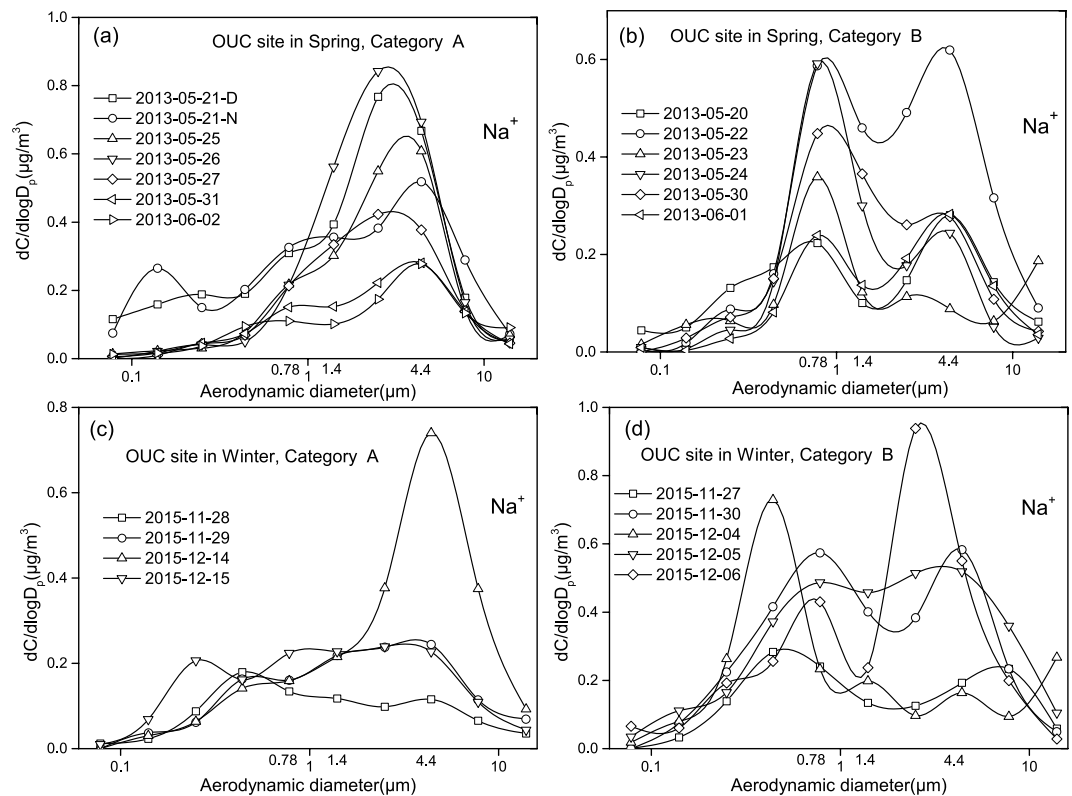 (a)
OUC site in Spring, Category A
2013-05-21-D
2013-05-21-N
2013-05-25
2013-05-26
2013-05-27
2013-05-31
2013-06-02
Na⁺
dC/dlogDₚ(μg/m³)
1.0
0.8
0.6
0.4
0.2
0.0
0.1 0.78 1 1.4 4.4 10
Aerodynamic diameter(μm)
(b)
OUC site in Spring, Category B
2013-05-20
2013-05-22
2013-05-23
2013-05-24
2013-05-30
2013-06-01
Na⁺
dC/dlogDₚ(μg/m³)
0.6
0.4
0.2
0.0
0.1 0.78 1 1.4 4.4 10
Aerodynamic diameter(μm)
(c)
OUC site in Winter, Category A
2015-11-28
2015-11-29
2015-12-14
2015-12-15
Na⁺
dC/dlogDₚ(μg/m³)
0.8
0.6
0.4
0.2
0.0
0.1 0.78 1 1.4 4.4 10
Aerodynamic diameter(μm)
(d)
OUC site in Winter, Category B
2015-11-27
2015-11-30
2015-12-04
2015-12-05
2015-12-06
Na⁺
dC/dlogDₚ(μg/m³)
1.0
0.8
0.6
0.4
0.2
0.0
0.1 0.78 1 1.4 4.4 10
Aerodynamic diameter(μm)